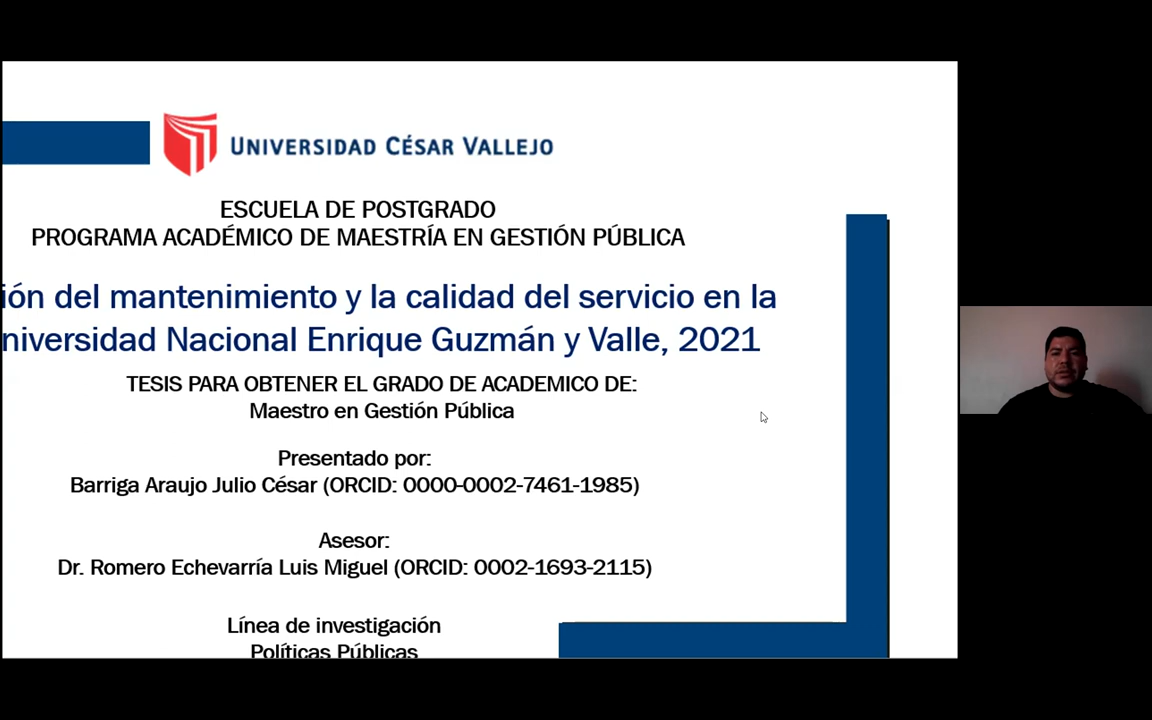 UNIVERSIDAD CÉSAR VALLEJO
ESCUELA DE POSTGRADO
PROGRAMA ACADÉMICO DE MAESTRÍA EN GESTIÓN PÚBLICA
ión del mantenimiento y la calidad del servicio en la
niversidad Nacional Enrique Guzmán y Valle, 2021
TESIS PARA OBTENER EL GRADO DE ACADEMICO DE:
Maestro en Gestión Pública
Presentado por:
Barriga Araujo Julio César (ORCID: 0000-0002-7461-1985)
Asesor:
Dr. Romero Echevarría Luis Miguel (ORCID: 0002-1693-2115)
Línea de investigación
Políticas Públicas